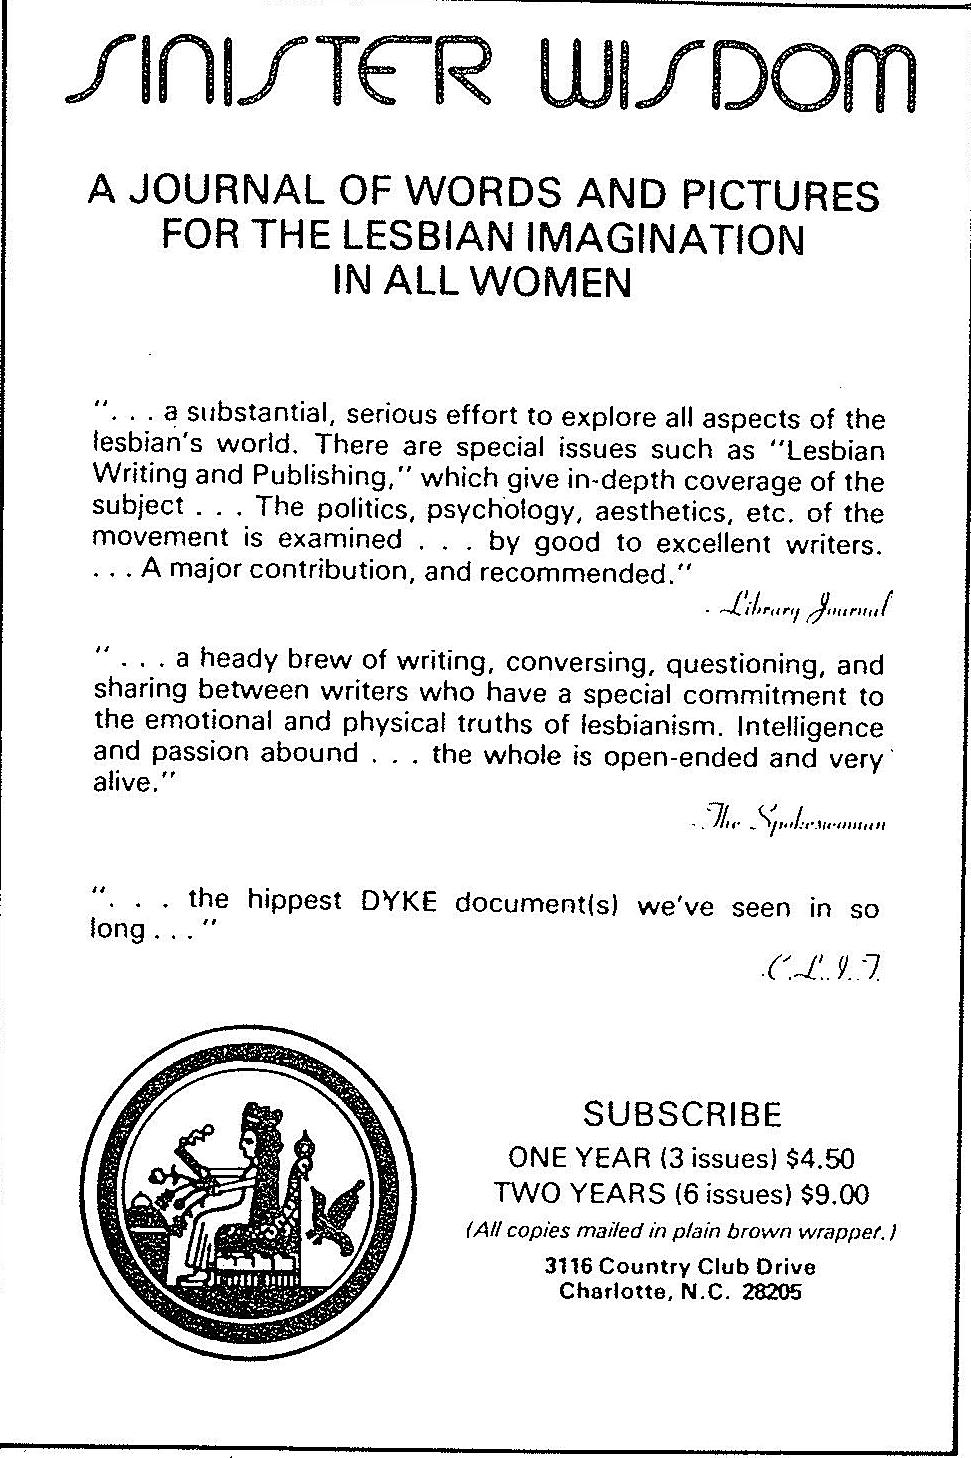 SINISTER WISDOM
A JOURNAL OF WORDS AND PICTURES
FOR THE LESBIAN IMAGINATION
IN ALL WOMEN
". . . a substantial, serious effort to explore all aspects of the
lesbian's world. There are special issues such as "Lesbian
Writing and Publishing," which give in-depth coverage of the
subject . . . The politics, psychology, aesthetics, etc. of the
movement is examined . . . by good to excellent writers.
. . . A major contribution, and recommended."
- Library Journal
" . . . a heady brew of writing, conversing, questioning, and
sharing between writers who have a special commitment to
the emotional and physical truths of lesbianism. Intelligence
and passion abound . . . the whole is open-ended and very
alive."
- The Spokeswoman
". . . the hippest DYKE document(s) we've seen in so
long . . . "
C.L.I.T.
SUBSCRIBE
ONE YEAR (3 issues) $4.50
TWO YEARS (6 issues) $9.00
(All copies mailed in plain brown wrapper.)
3116 Country Club Drive
Charlotte, N.C. 28205